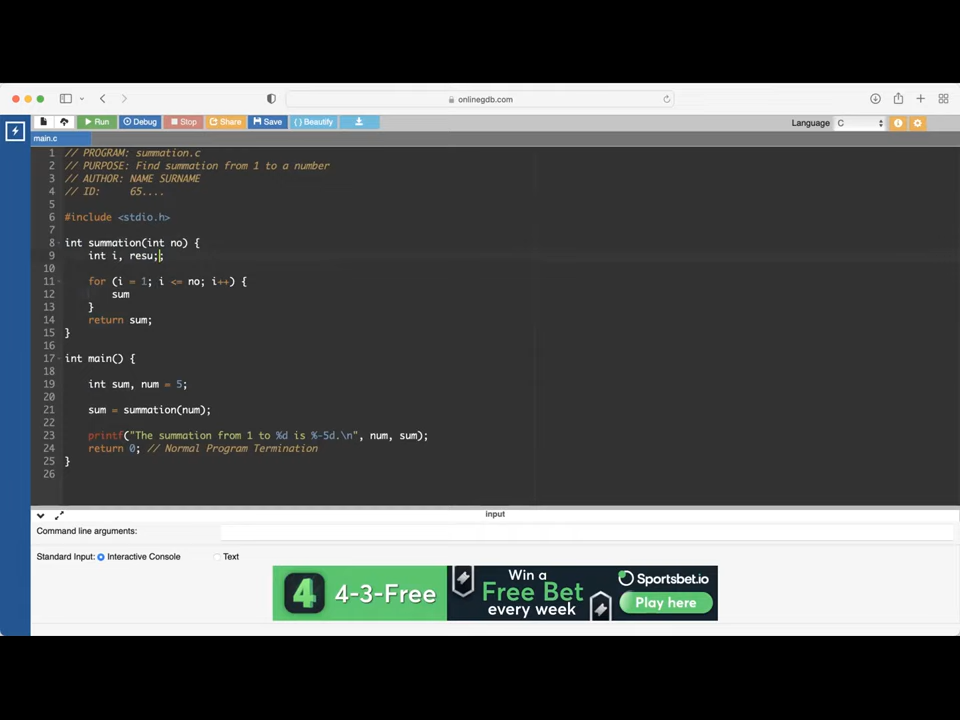 onlinegdb.com
Run Debug Stop Share Save { } Beautify Language C
main.c
1 // PROGRAM: summation.c
2 // PURPOSE: Find summation from 1 to a number
3 // AUTHOR: NAME SURNAME
4 // ID: 65....
5
6 #include <stdio.h>
7
8 int summation(int no) {
9 int i, resu;;
10
11 for (i = 1; i <= no; i++) {
12 sum
13 }
14 return sum;
15 }
16
17 int main() {
18
19 int sum, num = 5;
20
21 sum = summation(num);
22
23 printf("The summation from 1 to %d is %-5d.\n", num, sum);
24 return 0; // Normal Program Termination
25 }
26
input
Command line arguments:
Standard Input: Interactive Console Text
4 4-3-Free
Win a
Free Bet
every week
Sportsbet.io
Play here